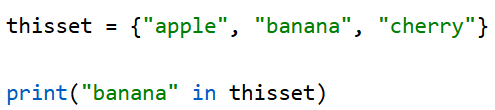 thisset = {"apple", "banana", "cherry"}
print("banana" in thisset)